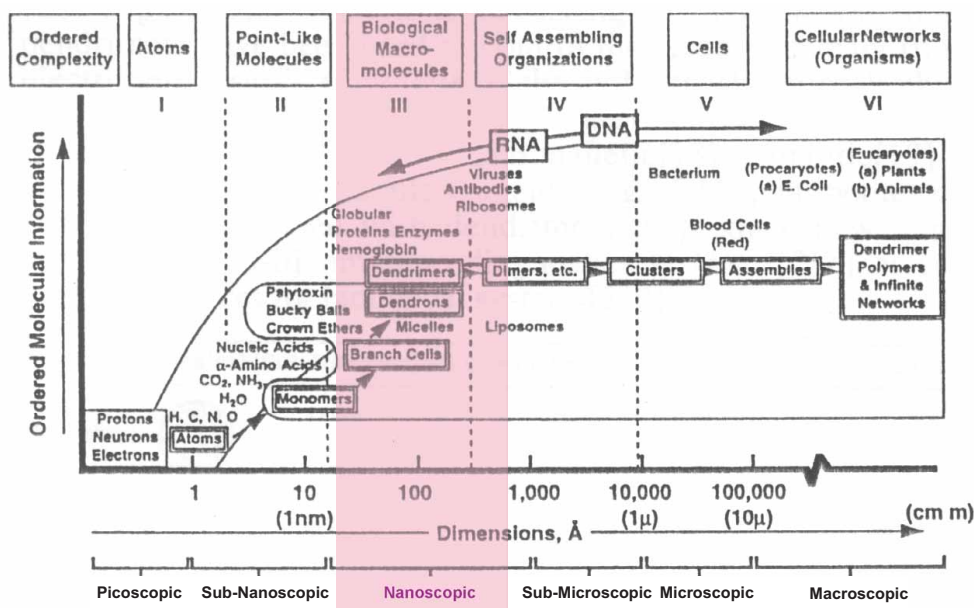 Ordered
Complexity
Atoms
Point-Like
Molecules
Biological
Macro-
molecules
Self Assembling
Organizations
Cells
CellularNetworks
(Organisms)
I
II
III
IV
V
VI
Ordered Molecular Information
RNA
DNA
Viruses
Antibodies
Ribosomes
Bacterium
(Procaryotes)
(a) E. Coli
(Eucaryotes)
(a) Plants
(b) Animals
Globular
Proteins Enzymes
Hemoglobin
Blood Cells
(Red)
Dendrimers
Dimers, etc.
Clusters
Assemblies
Dendrimer
Polymers
& Infinite
Networks
Palytoxin
Bucky Balls
Crown Ethers
Dendrons
Micelles
Liposomes
Nucleic Acids
α-Amino Acids
Branch Cells
CO₂, NH₃
H₂O
Monomers
H, C, N, O
Atoms
Protons
Neutrons
Electrons
1
10
100
1,000
10,000
100,000
(1nm)
(1μ)
(10μ)
(cm m)
Dimensions, Å
Picoscopic
Sub-Nanoscopic
Nanoscopic
Sub-Microscopic
Microscopic
Macroscopic